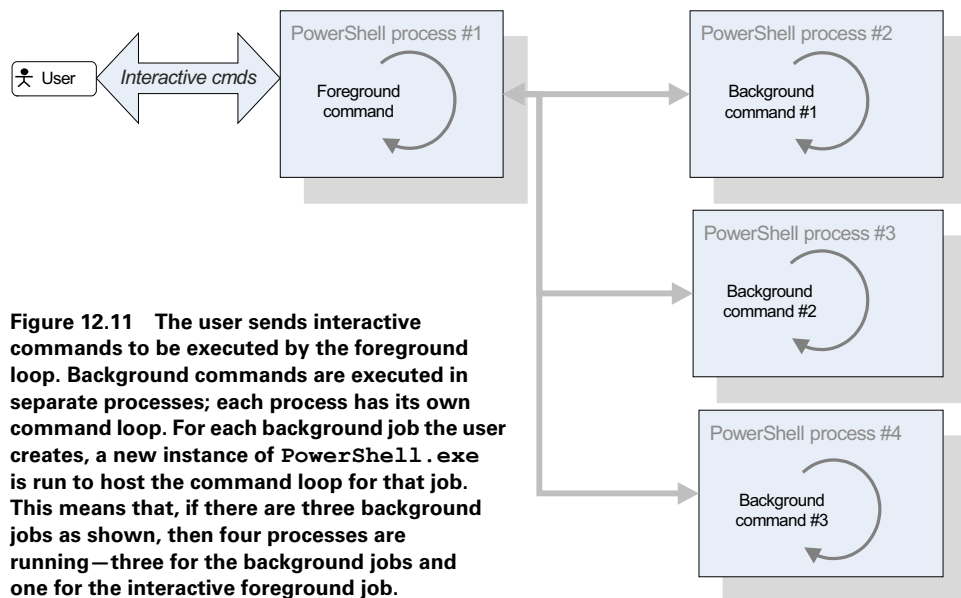 PowerShell process #1
PowerShell process #2
User
Interactive cmds
Foreground
command
Background
command #1
PowerShell process #3
Background
command #2
PowerShell process #4
Background
command #3
Figure 12.11 The user sends interactive
commands to be executed by the foreground
loop. Background commands are executed in
separate processes; each process has its own
command loop. For each background job the user
creates, a new instance of PowerShell.exe
is run to host the command loop for that job.
This means that, if there are three background
jobs as shown, then four processes are
running—three for the background jobs and
one for the interactive foreground job.